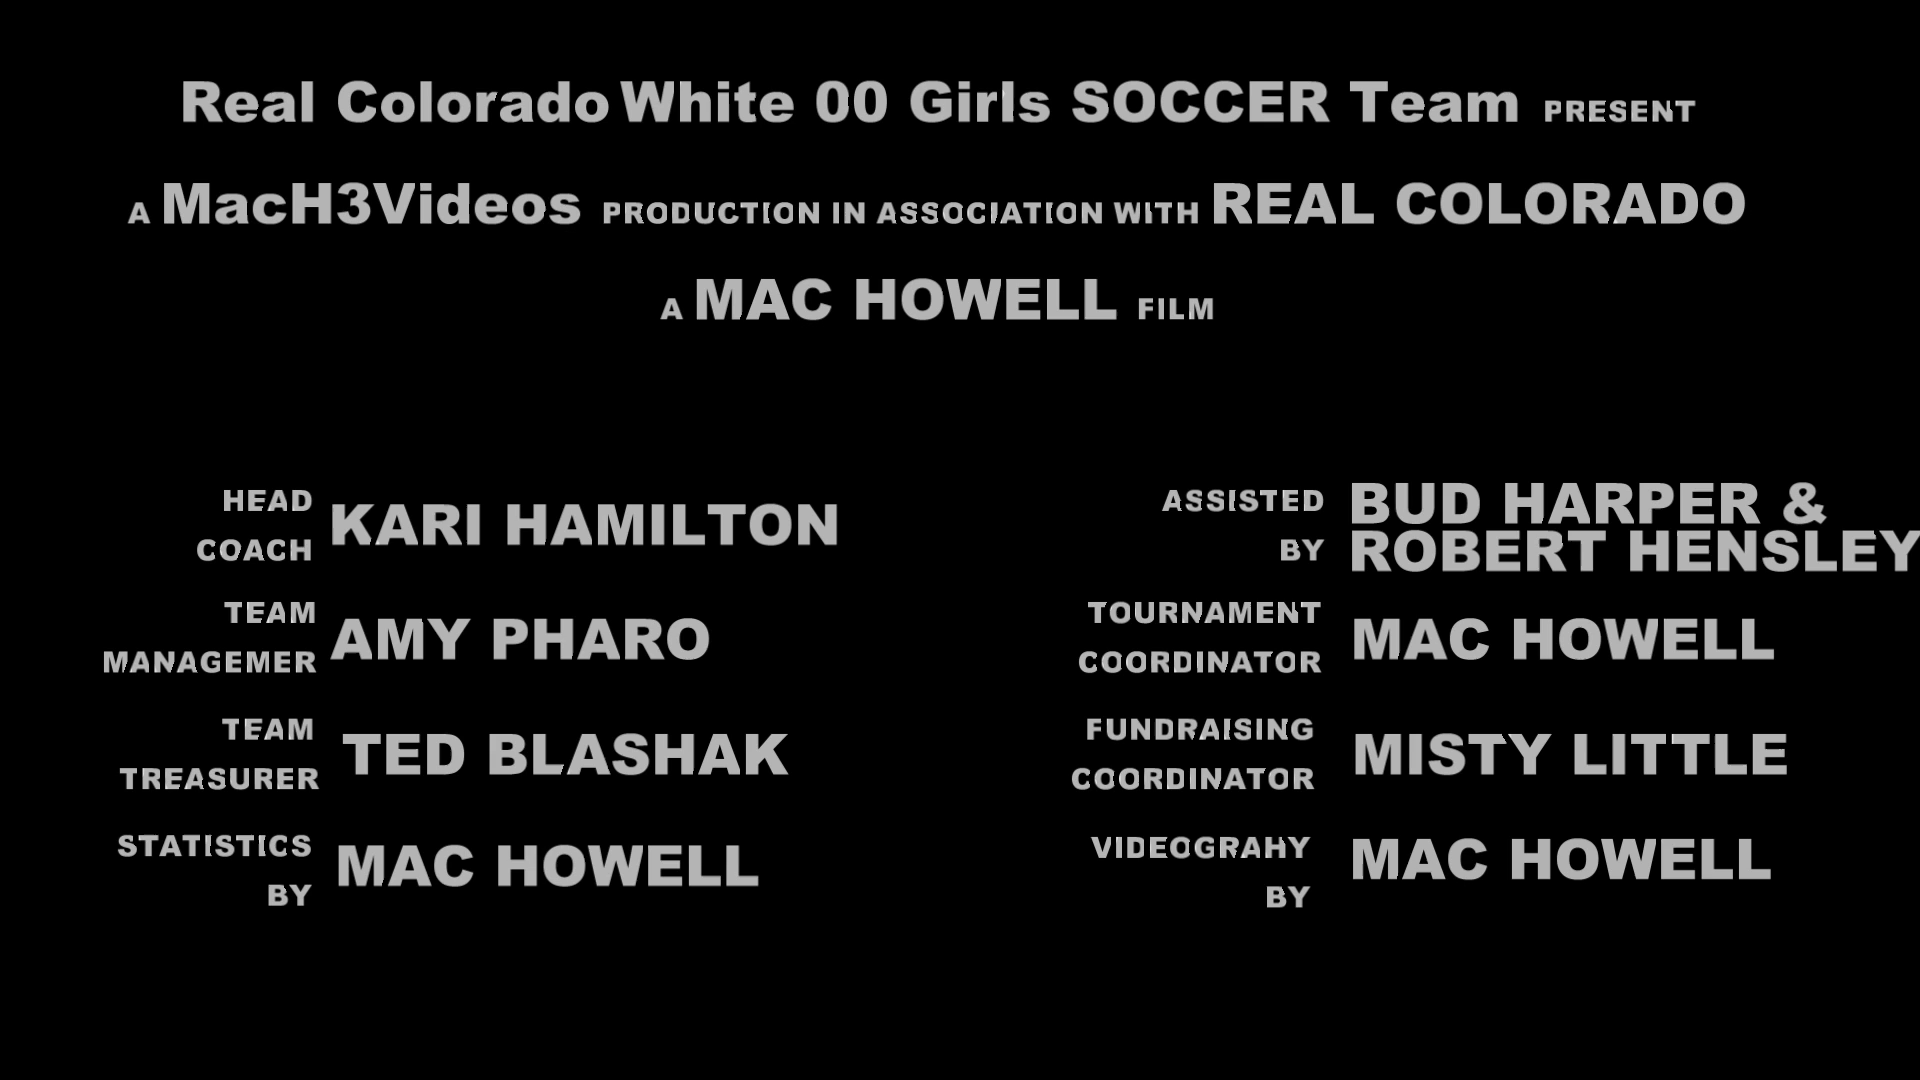 Real Colorado White 00 Girls SOCCER Team PRESENT
A MacH3Videos PRODUCTION IN ASSOCIATION WITH REAL COLORADO
A MAC HOWELL FILM
HEAD
COACH
KARI HAMILTON
ASSISTED
BY
BUD HARPER &
ROBERT HENSLEY
TEAM
MANAGEMER
AMY PHARO
TOURNAMENT
COORDINATOR
MAC HOWELL
TEAM
TREASURER
TED BLASHAK
FUNDRAISING
COORDINATOR
MISTY LITTLE
STATISTICS
BY
MAC HOWELL
VIDEOGRAHY
BY
MAC HOWELL